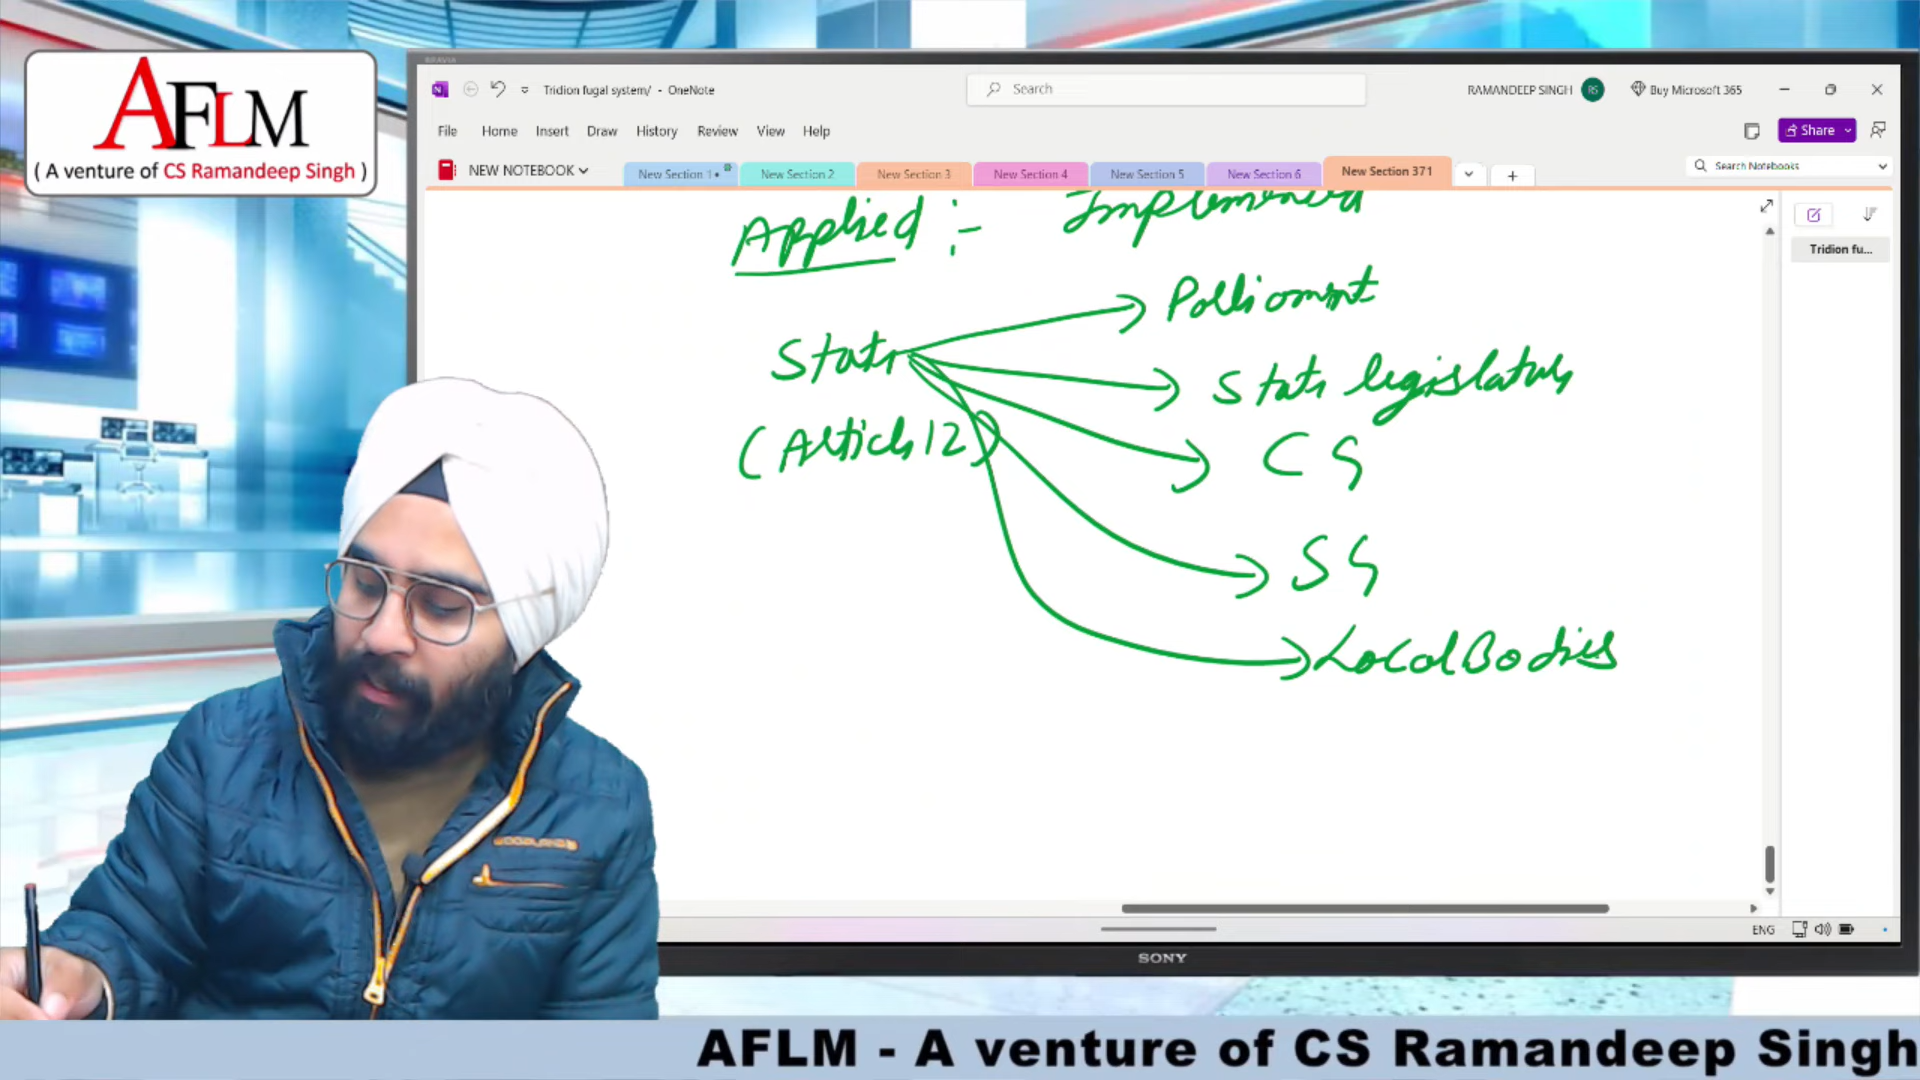 AFLM
( A venture of CS Ramandeep Singh )
BRAVIA
Tridion fugal system/ - OneNote
Search
RAMANDEEP SINGH
RS
Buy Microsoft 365
File Home Insert Draw History Review View Help
Share
NEW NOTEBOOK
New Section 1
New Section 2
New Section 3
New Section 4
New Section 5
New Section 6
New Section 371
Search Notebooks
Tridion fu...
Applied :- Implemented
State
(Article 12)
Parliament
State legislature
CG
SG
Local Bodies
ENG
SONY
AFLM - A venture of CS Ramandeep Singh